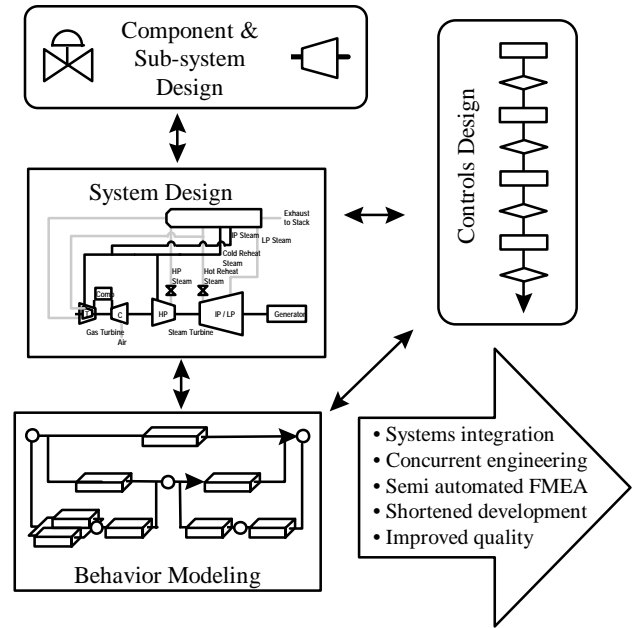 Component &
Sub-system
Design
Controls Design
System Design
Exhaust
to Stack
IP Steam
LP Steam
Cold Reheat
Steam
HP
Steam
Hot Reheat
Steam
Comb
T
C
HP
IP / LP
Generator
Gas Turbine
Steam Turbine
Air
Behavior Modeling
• Systems integration
• Concurrent engineering
• Semi automated FMEA
• Shortened development
• Improved quality